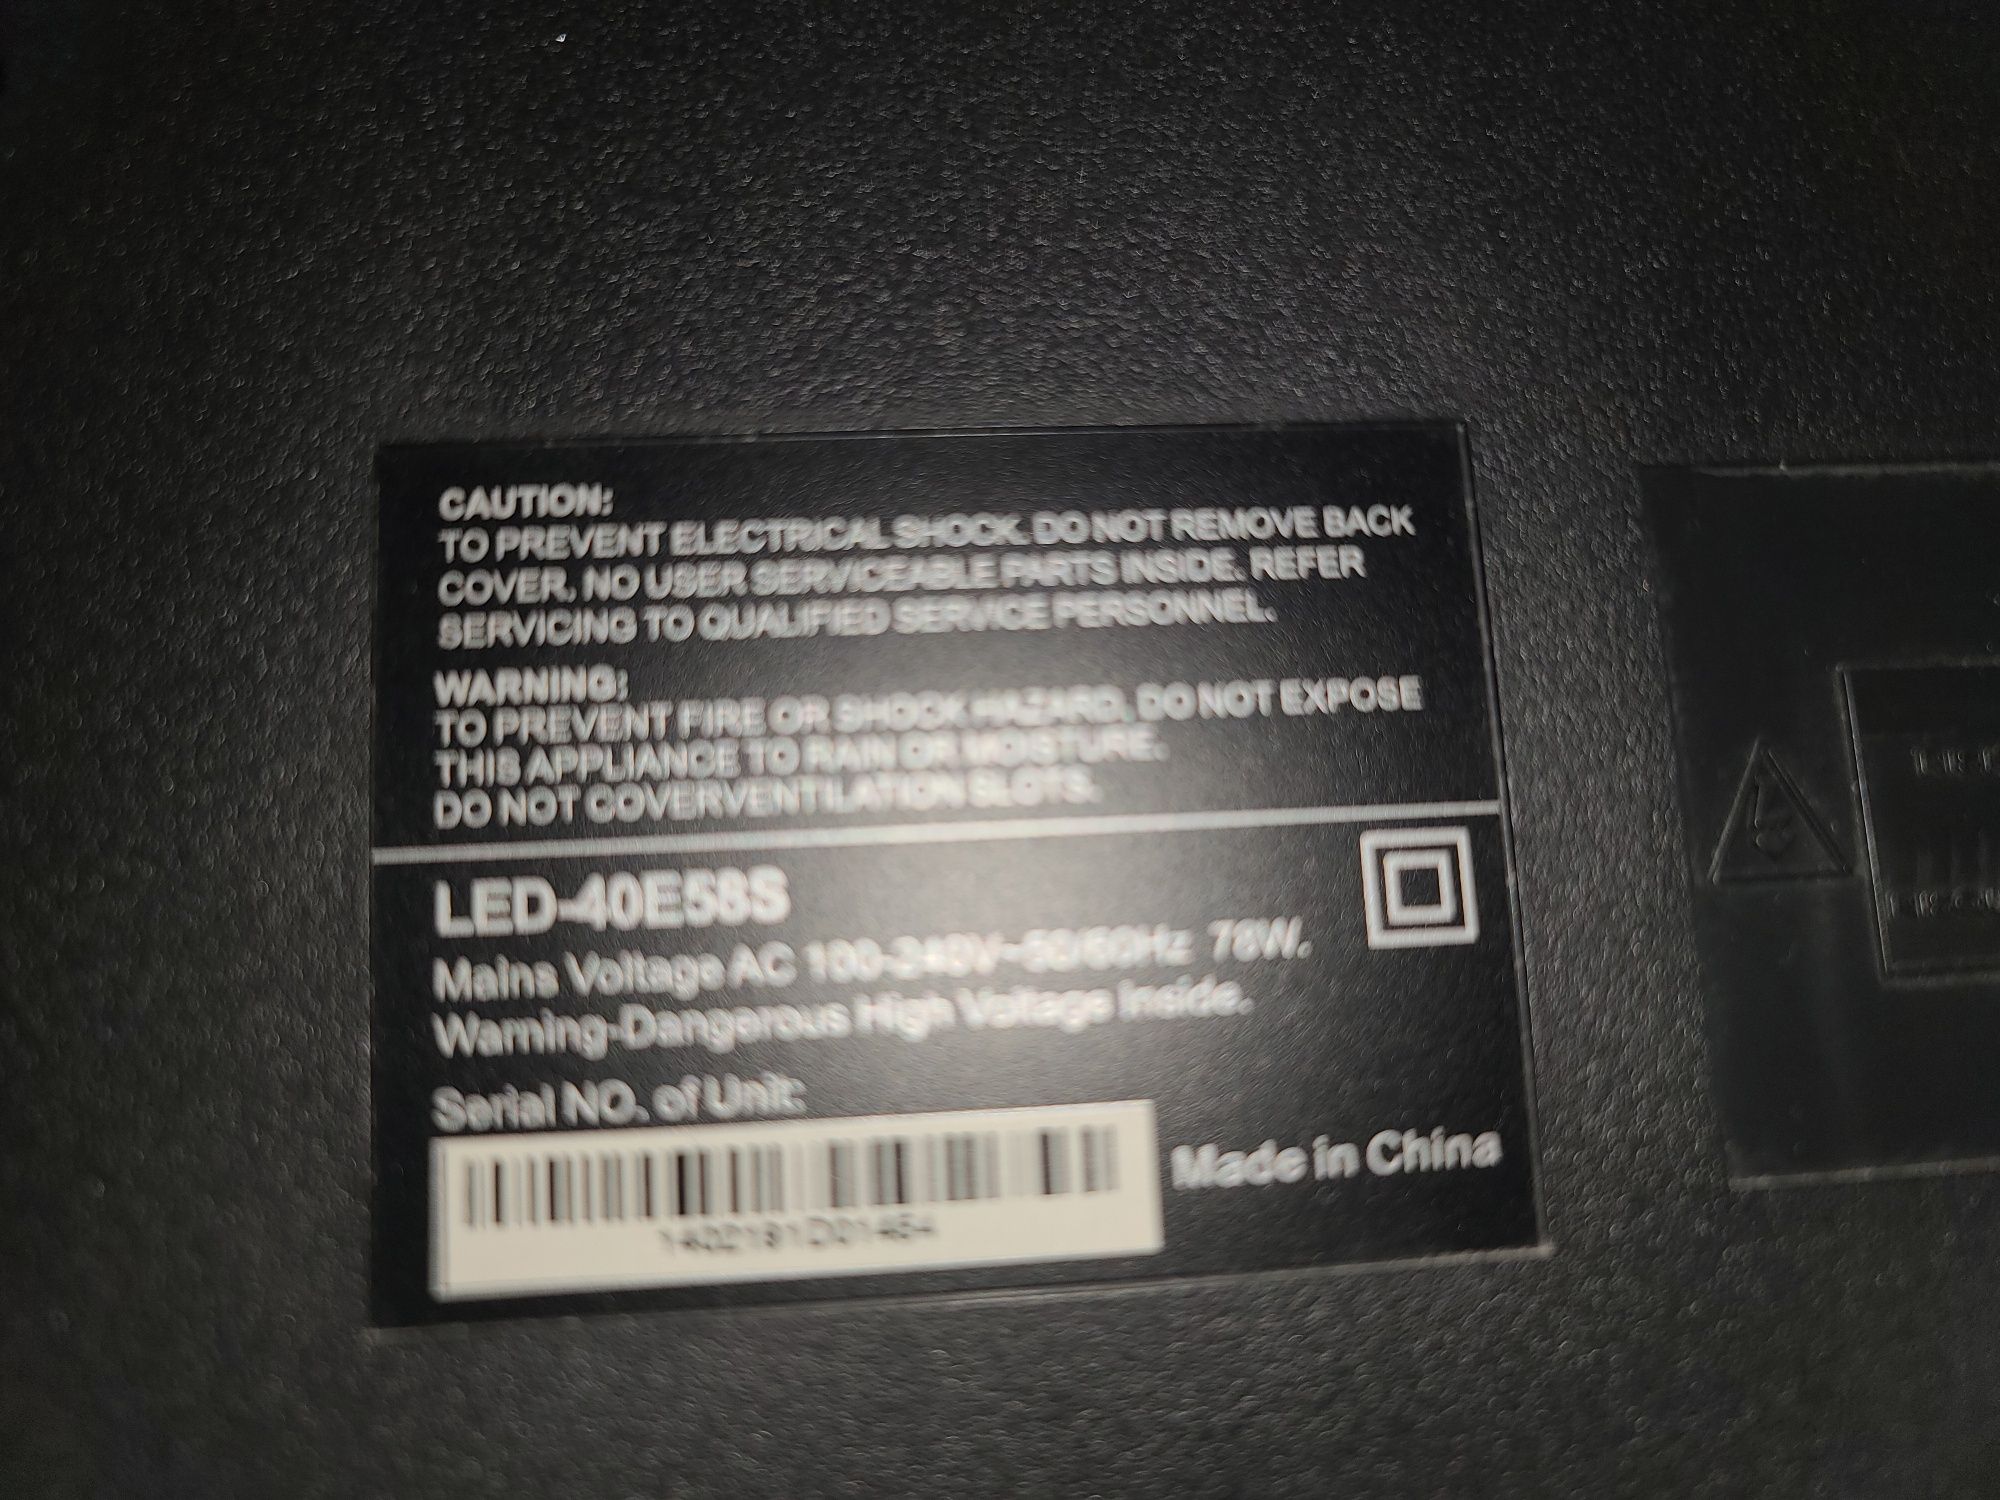 CAUTION:
TO PREVENT ELECTRICAL SHOCK. DO NOT REMOVE BACK
COVER. NO USER SERVICEABLE PARTS INSIDE. REFER
SERVICING TO QUALIFIED SERVICE PERSONNEL.
WARNING:
TO PREVENT FIRE OR SHOCK HAZARD, DO NOT EXPOSE
THIS APPLIANCE TO RAIN OR MOISTURE.
DO NOT COVERVENTILATION SLOTS.
LED-40E58S
Mains Voltage AC 100-240V~50/60Hz 78W.
Warning-Dangerous High Voltage Inside.
Serial NO. of Unit:
Made in China